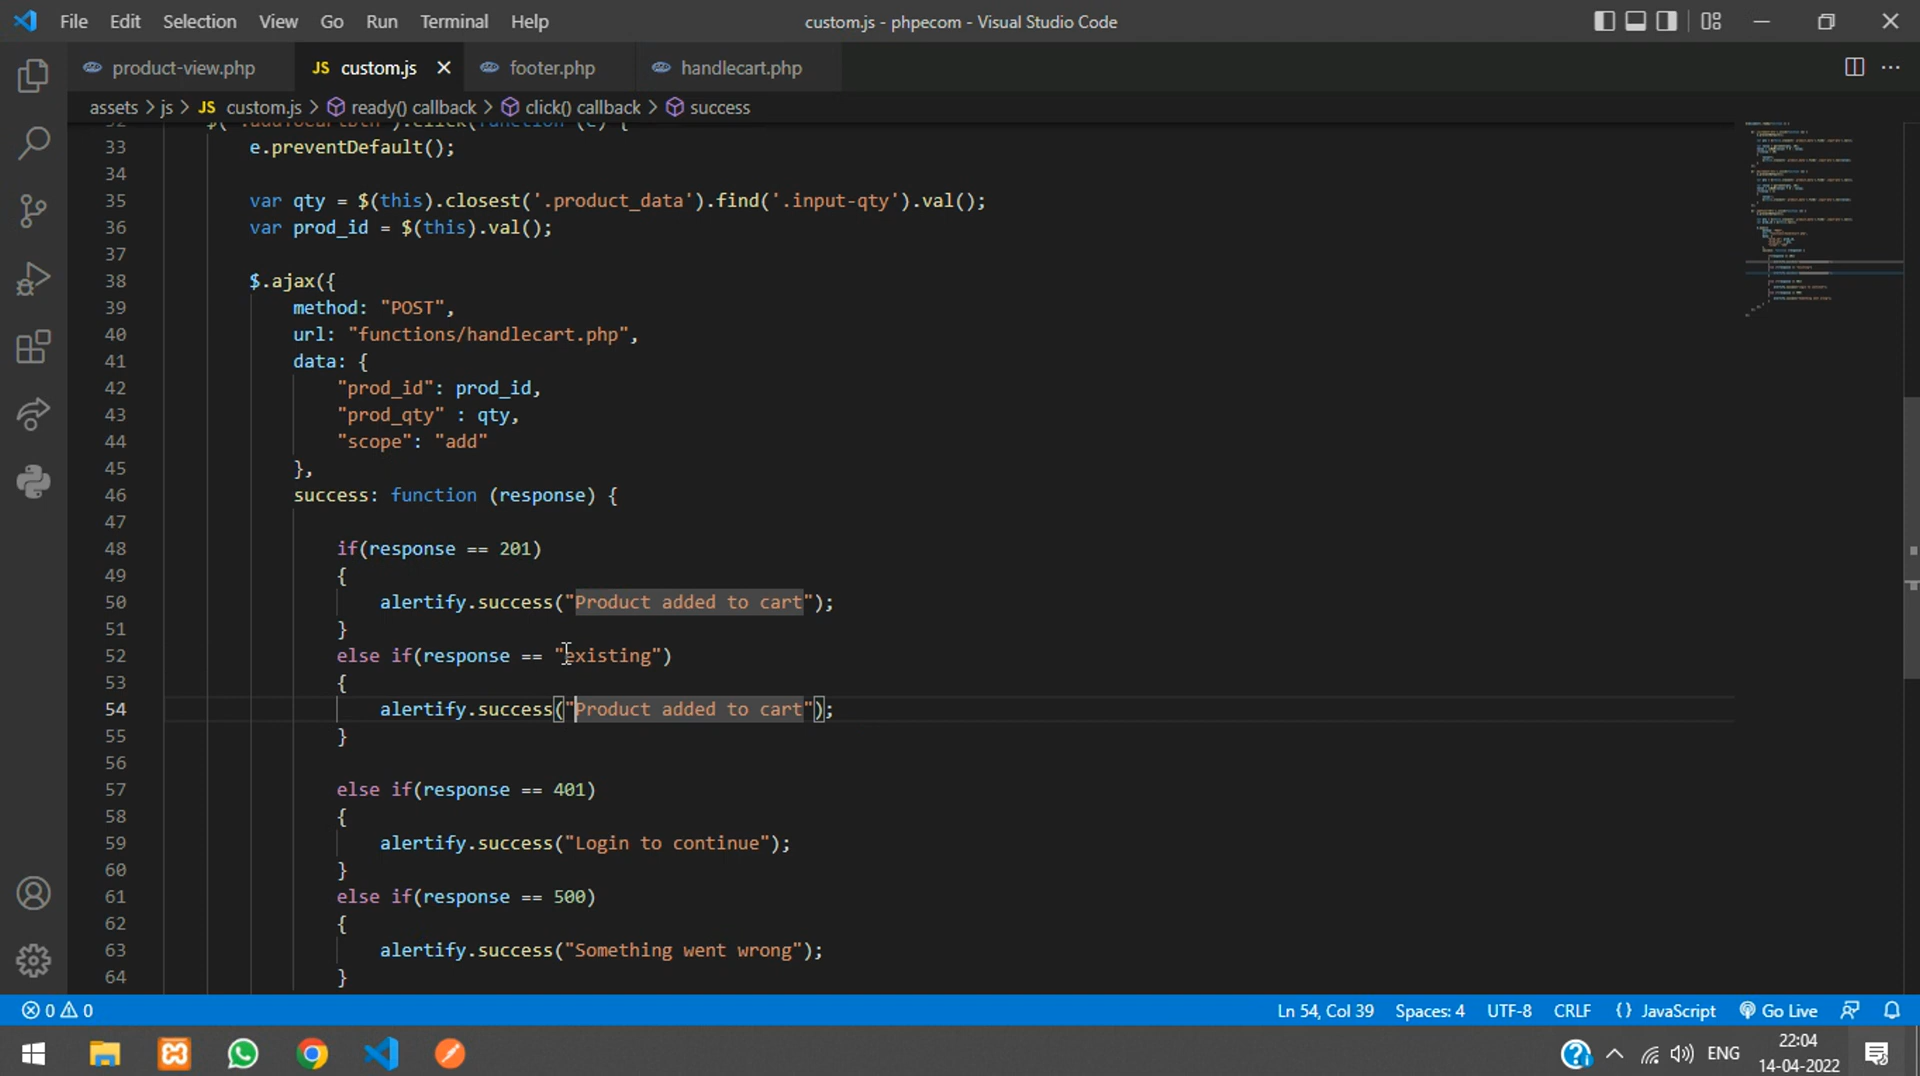 File Edit Selection View Go Run Terminal Help custom.js - phpecom - Visual Studio Code
product-view.php JS custom.js footer.php handlecart.php
assets > js > JS custom.js > ready() callback > click() callback > success
33 e.preventDefault();
34
35 var qty = $(this).closest('.product_data').find('.input-qty').val();
36 var prod_id = $(this).val();
37
38 $.ajax({
39 method: "POST",
40 url: "functions/handlecart.php",
41 data: {
42 "prod_id": prod_id,
43 "prod_qty" : qty,
44 "scope": "add"
45 },
46 success: function (response) {
47
48 if(response == 201)
49 {
50 alertify.success("Product added to cart");
51 }
52 else if(response == "existing")
53 {
54 alertify.success("Product added to cart");
55 }
56
57 else if(response == 401)
58 {
59 alertify.success("Login to continue");
60 }
61 else if(response == 500)
62 {
63 alertify.success("Something went wrong");
64 }
0 0 Ln 54, Col 39 Spaces: 4 UTF-8 CRLF {} JavaScript Go Live
ENG 22:04
14-04-2022